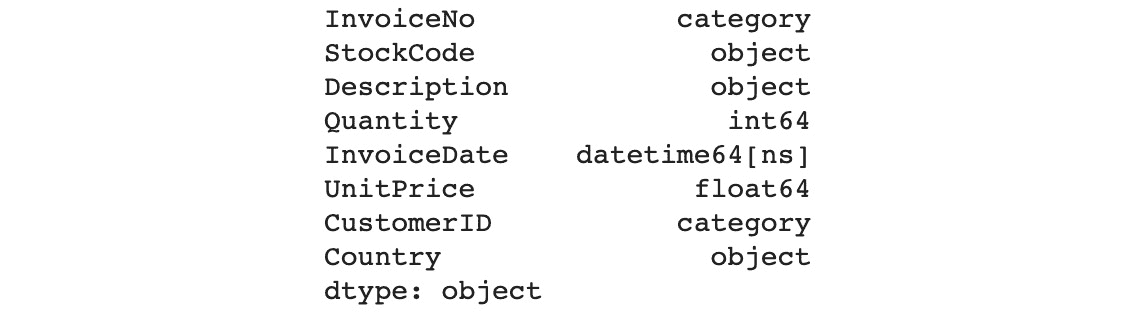 InvoiceNo category
StockCode object
Description object
Quantity int64
InvoiceDate datetime64[ns]
UnitPrice float64
CustomerID category
Country object
dtype: object